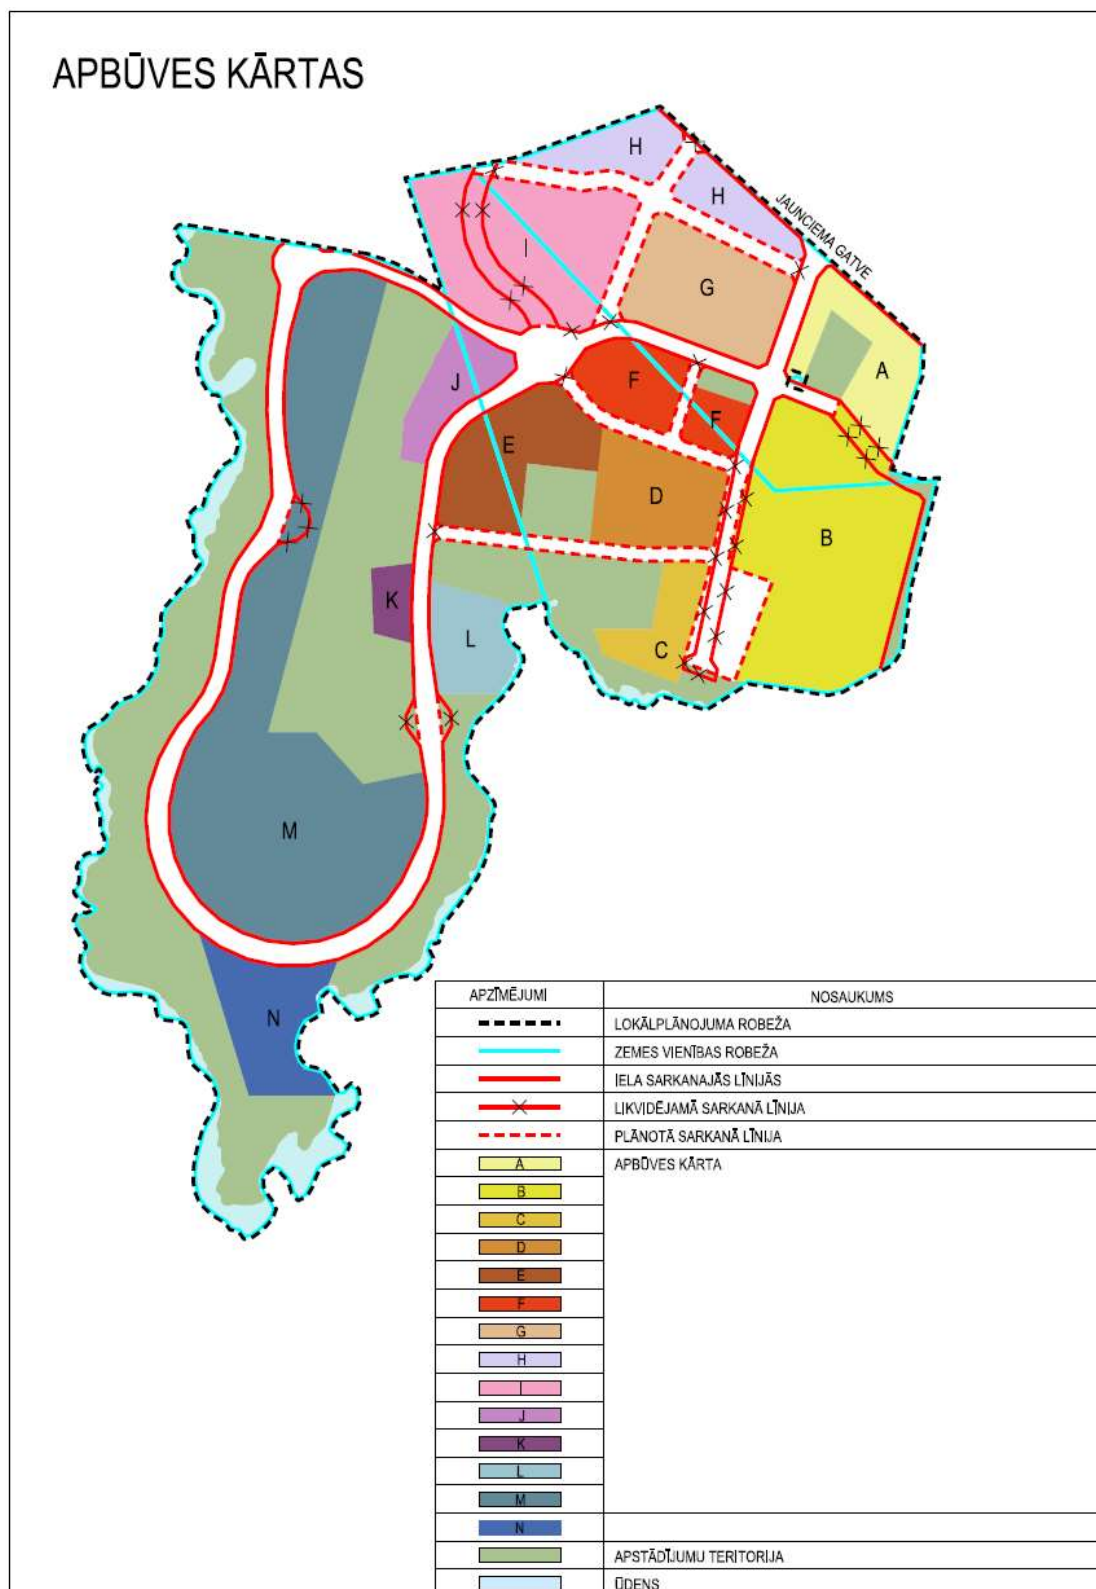 APBŪVES KĀRTAS
H
H
JAUNCIEMA GATVE
I
G
A
J
F
F
E
D
B
K
L
C
M
N
APZĪMĒJUMI NOSAUKUMS
LOKĀLPLĀNOJUMA ROBEŽA
ZEMES VIENĪBAS ROBEŽA
IELA SARKANAJĀS LĪNIJĀS
LIKVIDĒJAMĀ SARKANĀ LĪNIJA
PLĀNOTĀ SARKANĀ LĪNIJA
A APBŪVES KĀRTA
B
C
D
E
F
G
H
I
J
K
L
M
N
APSTĀDĪJUMU TERITORIJA
ŪDENS